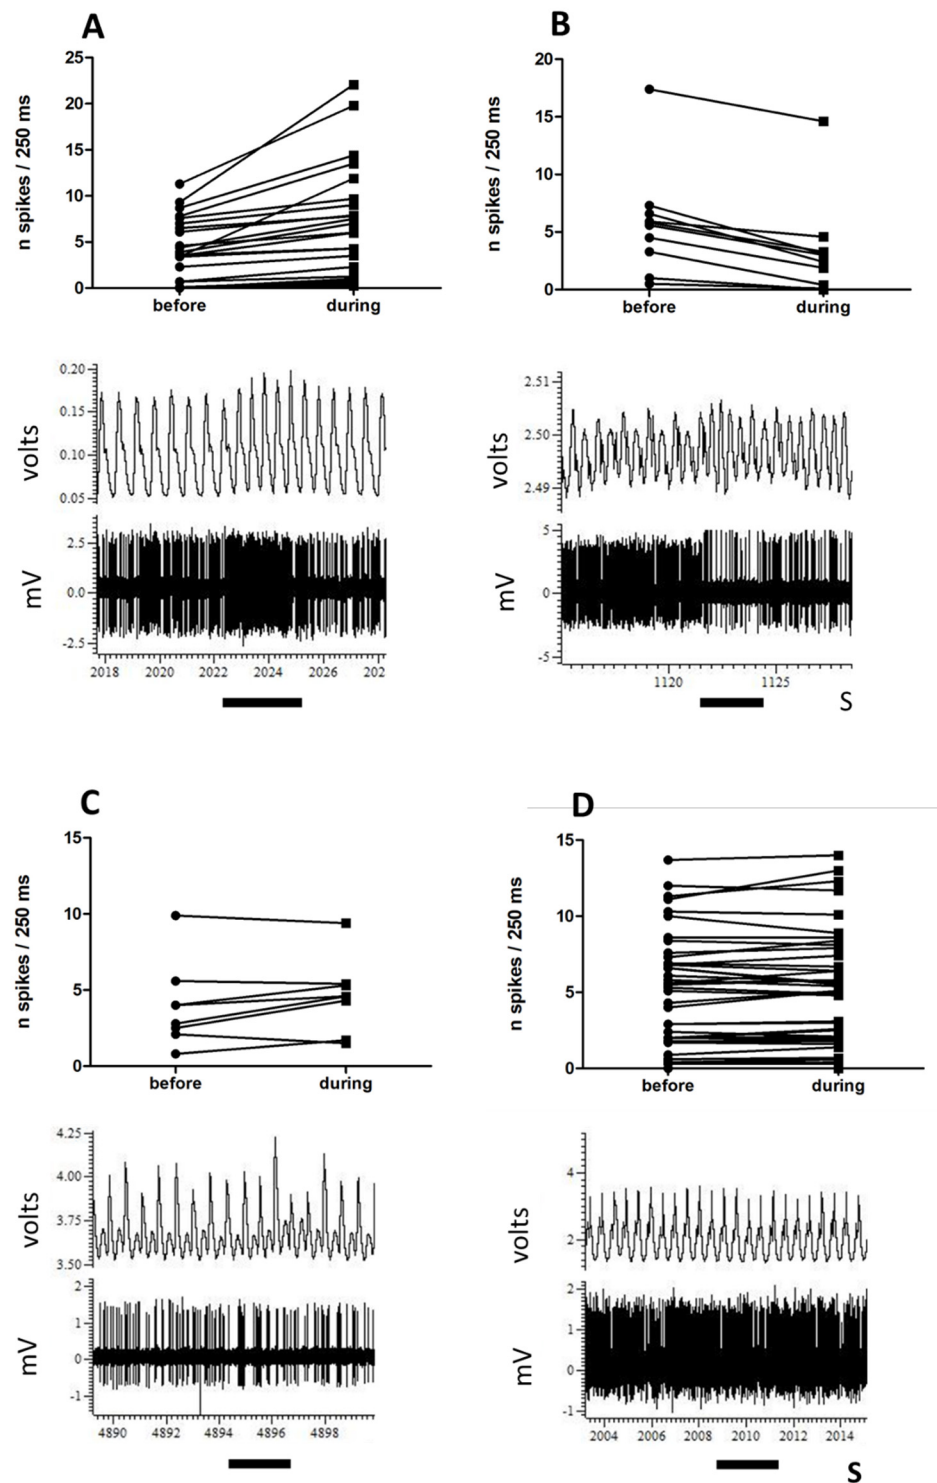 A
B
25
20
15
10
5
0
n spikes / 250 ms
before
during
20
15
10
5
0
n spikes / 250 ms
before
during
0.20
0.15
0.10
0.05
volts
2.51
2.50
2.49
volts
2.5
0.0
-2.5
mV
2018 2020 2022 2024 2026 202
5
0
-5
mV
1120 1125
S
C
D
15
10
5
0
n spikes / 250 ms
before
during
15
10
5
0
n spikes / 250 ms
before
during
4.25
4.00
3.75
3.50
volts
4
2
volts
2
1
0
-1
mV
4890 4892 4894 4896 4898
2
1
0
-1
mV
2004 2006 2008 2010 2012 2014
S